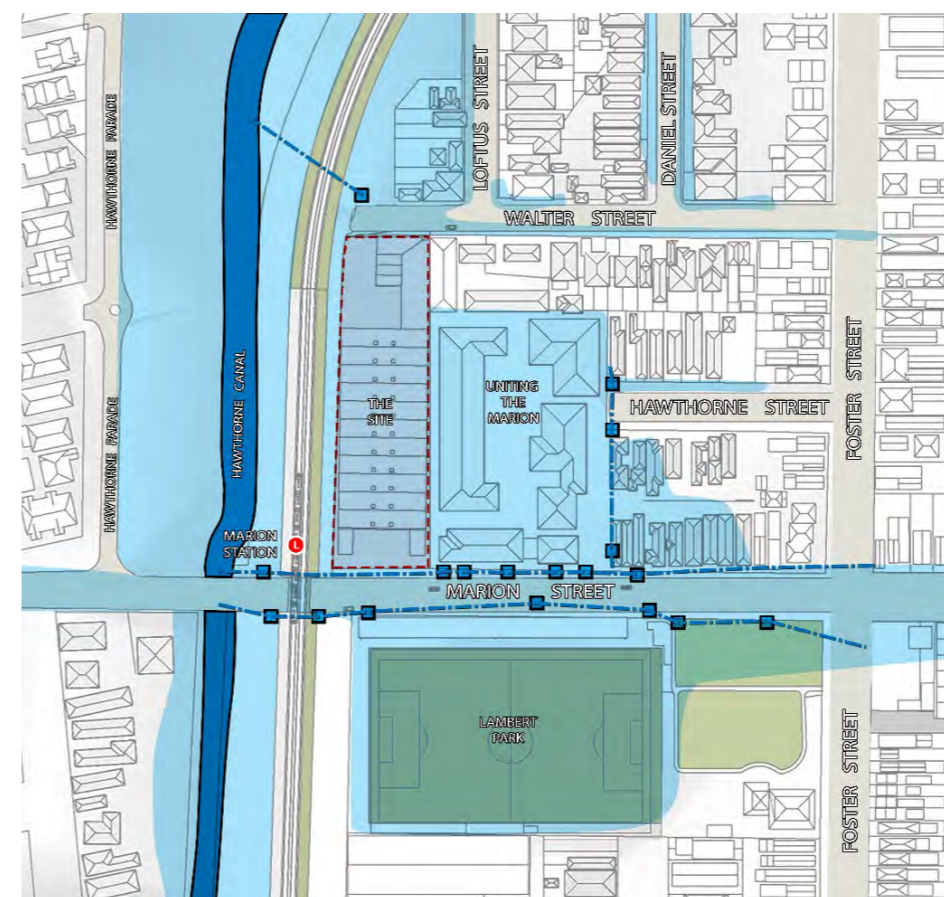 LOFTUS STREET
DANIEL STREET
HAWTHORNE PARADE
WALTER STREET
HAWTHORNE CANAL
THE
SITE
UNITING
THE
MARION
HAWTHORNE STREET
FOSTER STREET
HAWTHORNE PARADE
MARION
STATION
L
MARION STREET
LAMBERT
PARK
FOSTER STREET